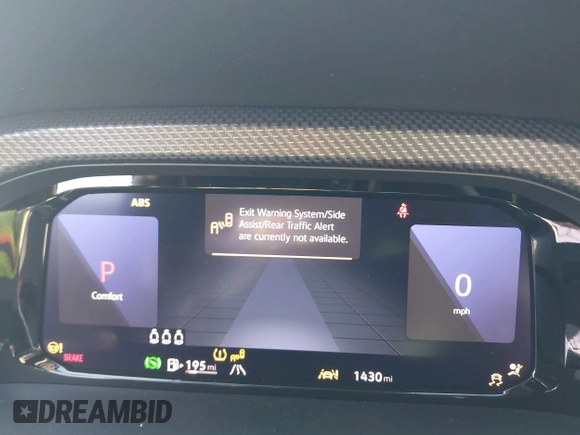 ABS
Exit Warning System/Side
Assist/Rear Traffic Alert
are currently not available.
P
Comfort
0
mph
BRAKE
195 mi
1430 mi
DREAMBID